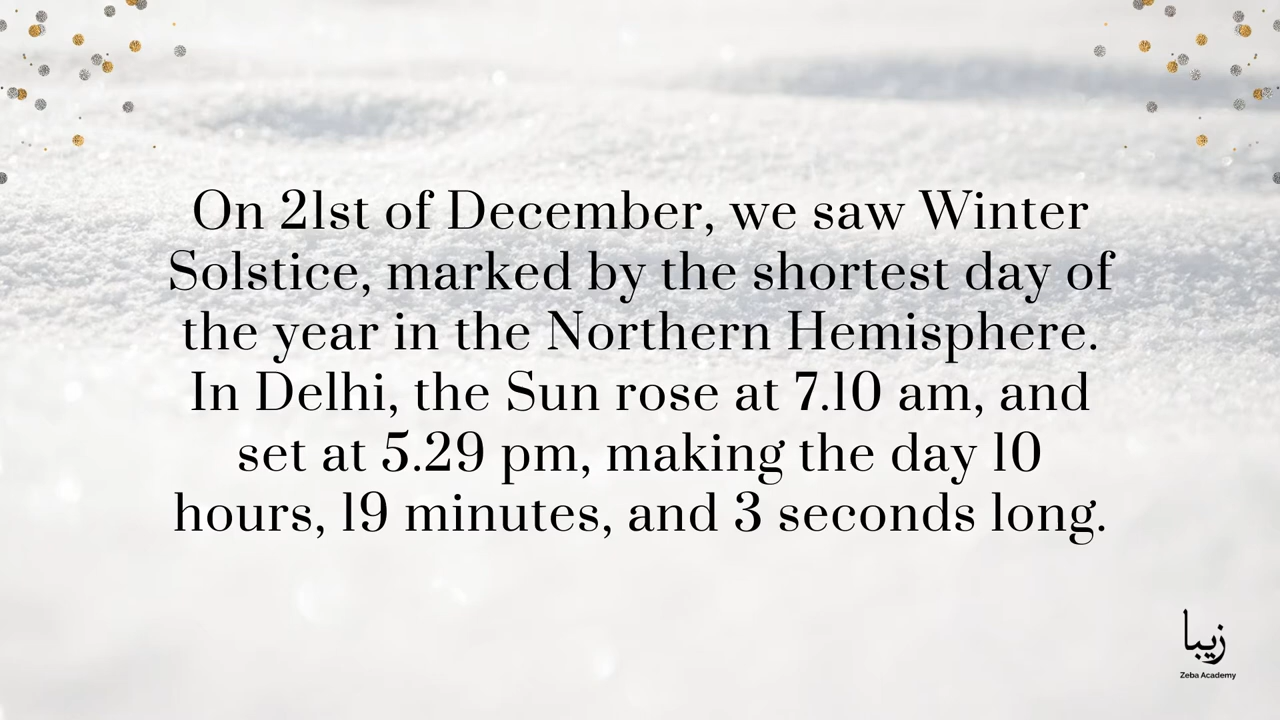 On 21st of December, we saw Winter
Solstice, marked by the shortest day of
the year in the Northern Hemisphere.
In Delhi, the Sun rose at 7.10 am, and
set at 5.29 pm, making the day 10
hours, 19 minutes, and 3 seconds long.
زیبا
Zeba Academy